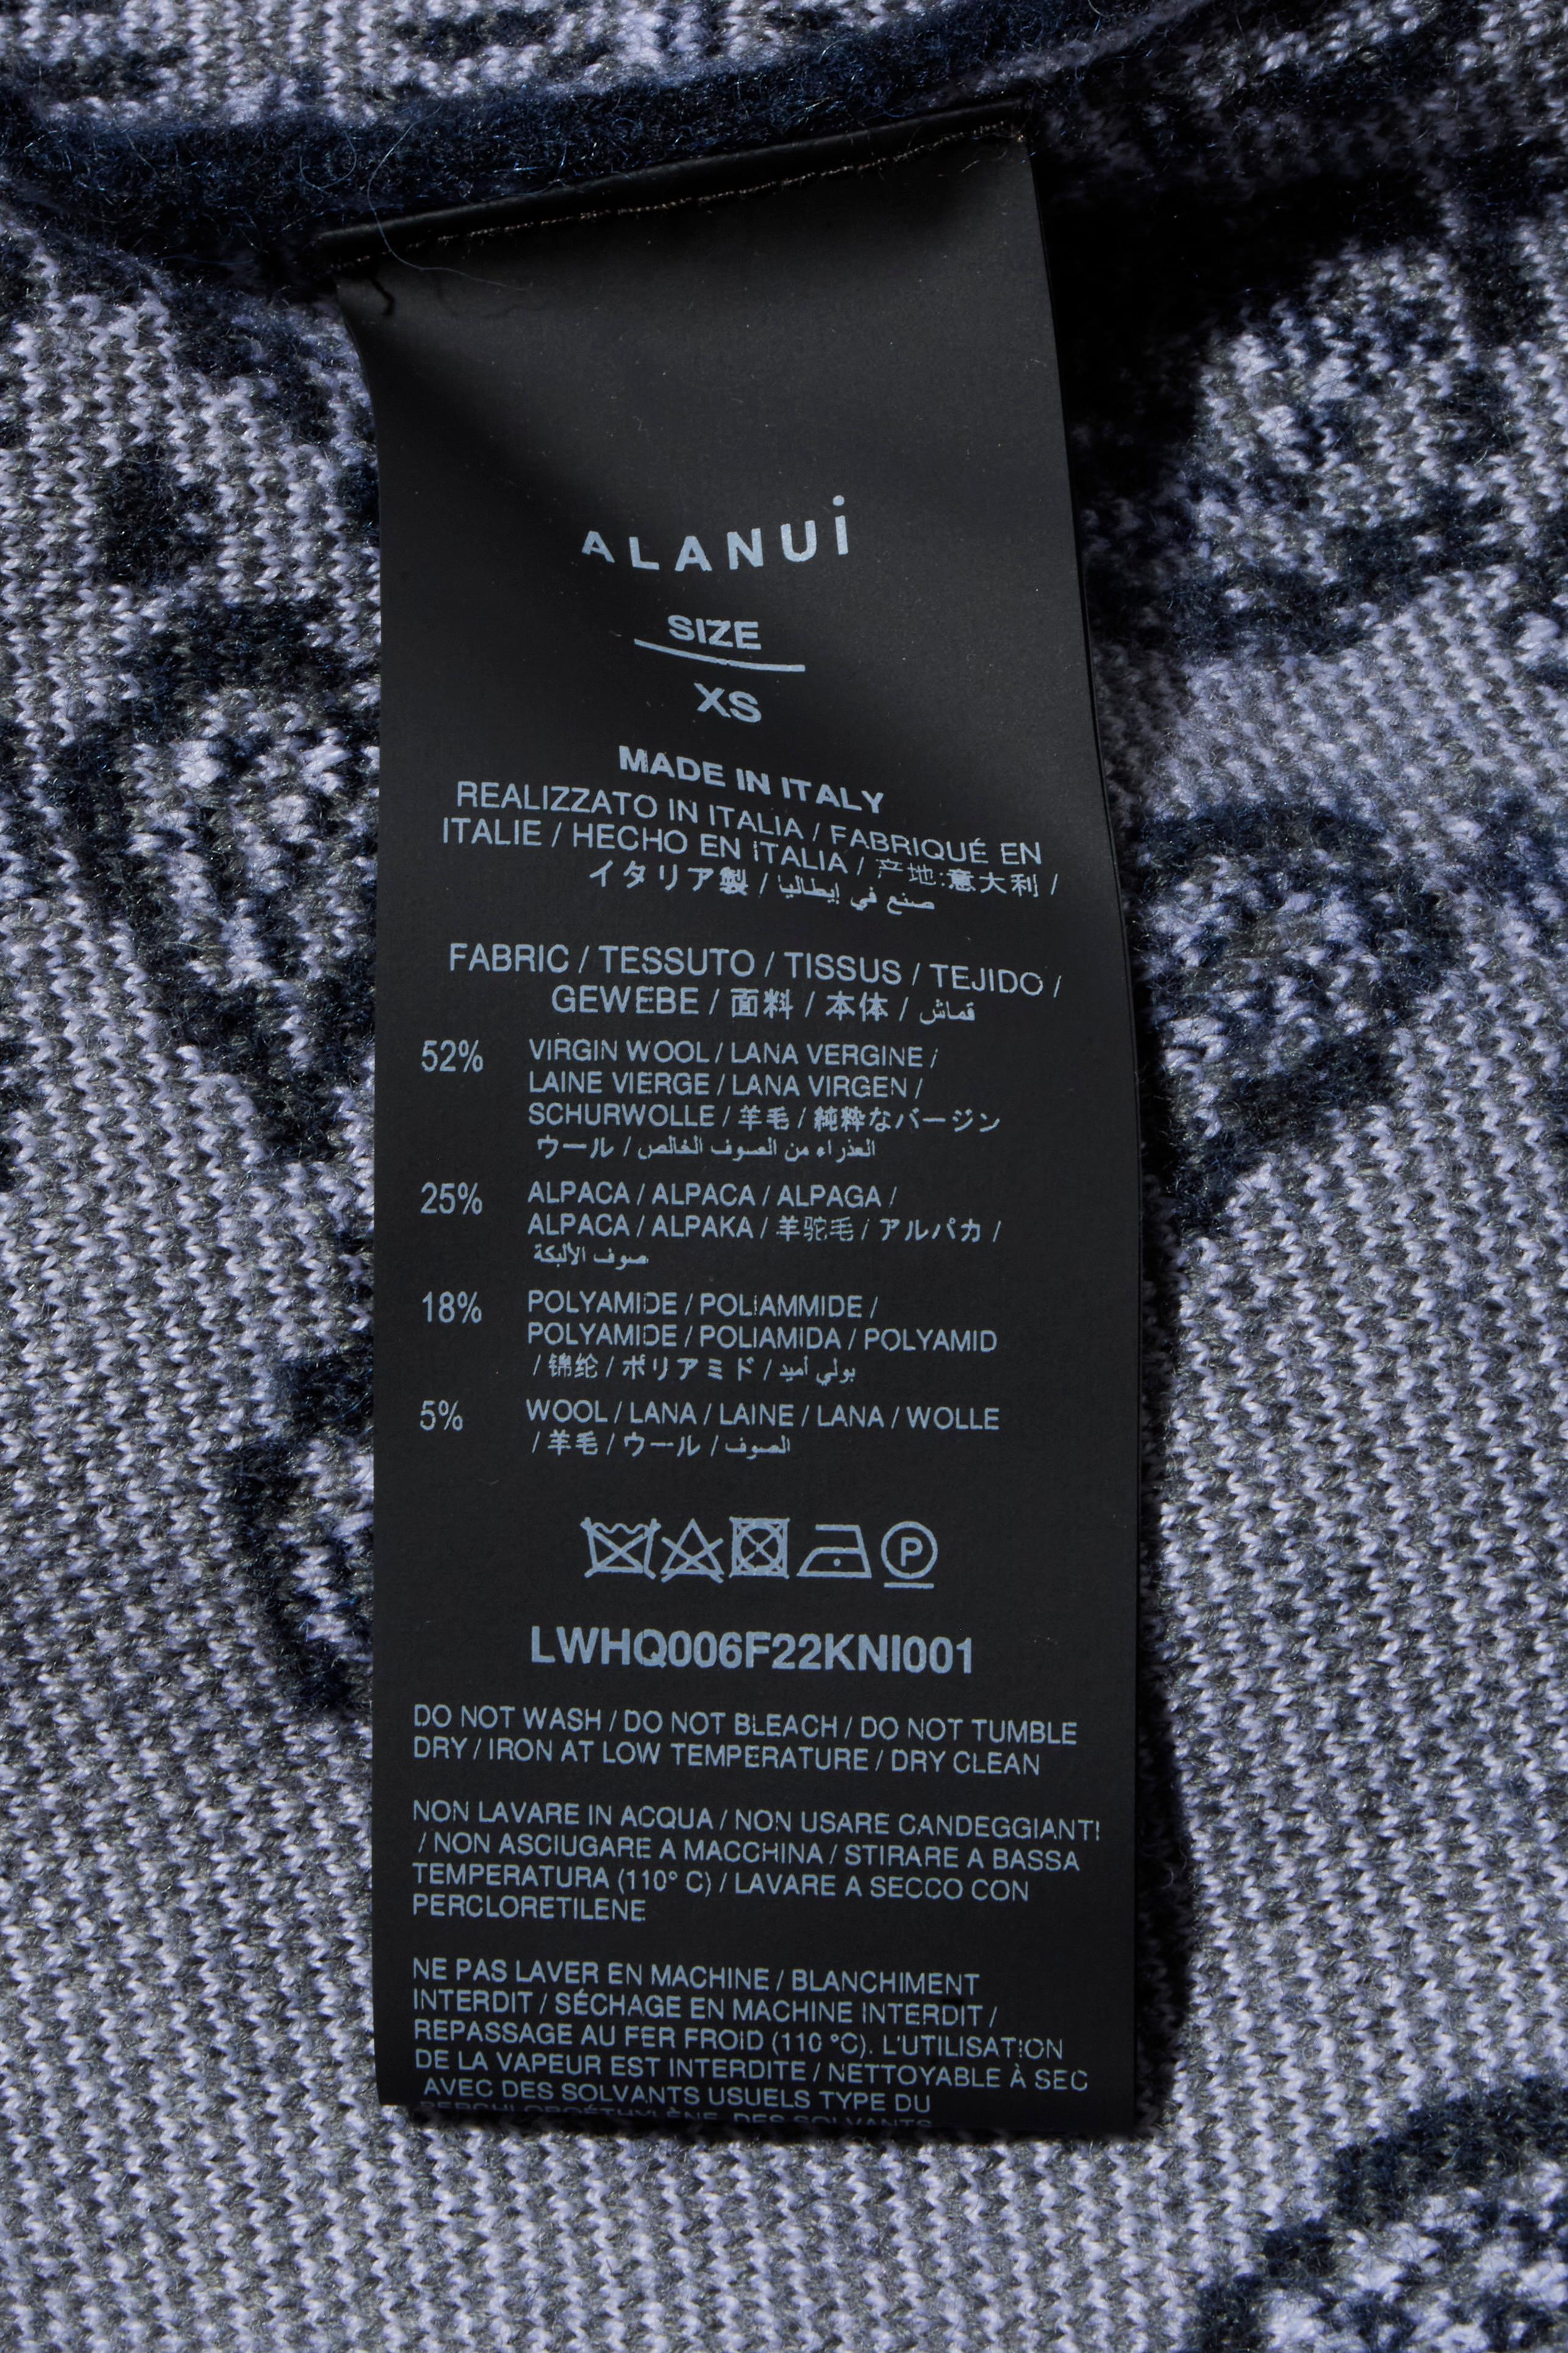 ALANUi
SIZE
XS
MADE IN ITALY
REALIZZATO IN ITALIA / FABRIQUÉ EN
ITALIE / HECHO EN ITALIA / 产地:意大利 /
イタリア製 / صنع في إيطاليا
FABRIC / TESSUTO / TISSUS / TEJIDO /
GEWEBE / 面料 / 本体 / قماش
52% VIRGIN WOOL / LANA VERGINE /
LAINE VIERGE / LANA VIRGEN /
SCHURWOLLE / 羊毛 / 純粋なバージン
ウール / العذراء من الصوف الخالص
25% ALPACA / ALPACA / ALPAGA /
ALPACA / ALPAKA / 羊驼毛 / アルパカ /
صوف الألبكة
18% POLYAMIDE / POLIAMMIDE /
POLYAMIDE / POLIAMIDA / POLYAMID
/ 锦纶 / ポリアミド / بولي أميد
5% WOOL / LANA / LAINE / LANA / WOLLE
/ 羊毛 / ウール / الصوف
P
LWHQ006F22KNI001
DO NOT WASH / DO NOT BLEACH / DO NOT TUMBLE
DRY / IRON AT LOW TEMPERATURE / DRY CLEAN
NON LAVARE IN ACQUA / NON USARE CANDEGGIANTI
/ NON ASCIUGARE A MACCHINA / STIRARE A BASSA
TEMPERATURA (110° C) / LAVARE A SECCO CON
PERCLORETILENE
NE PAS LAVER EN MACHINE / BLANCHIMENT
INTERDIT / SÉCHAGE EN MACHINE INTERDIT /
REPASSAGE AU FER FROID (110 °C). L'UTILISATION
DE LA VAPEUR EST INTERDITE / NETTOYABLE À SEC
AVEC DES SOLVANTS USUELS TYPE DU
PERCHLOROÉTHYLÈNE, DES SOLVANTS